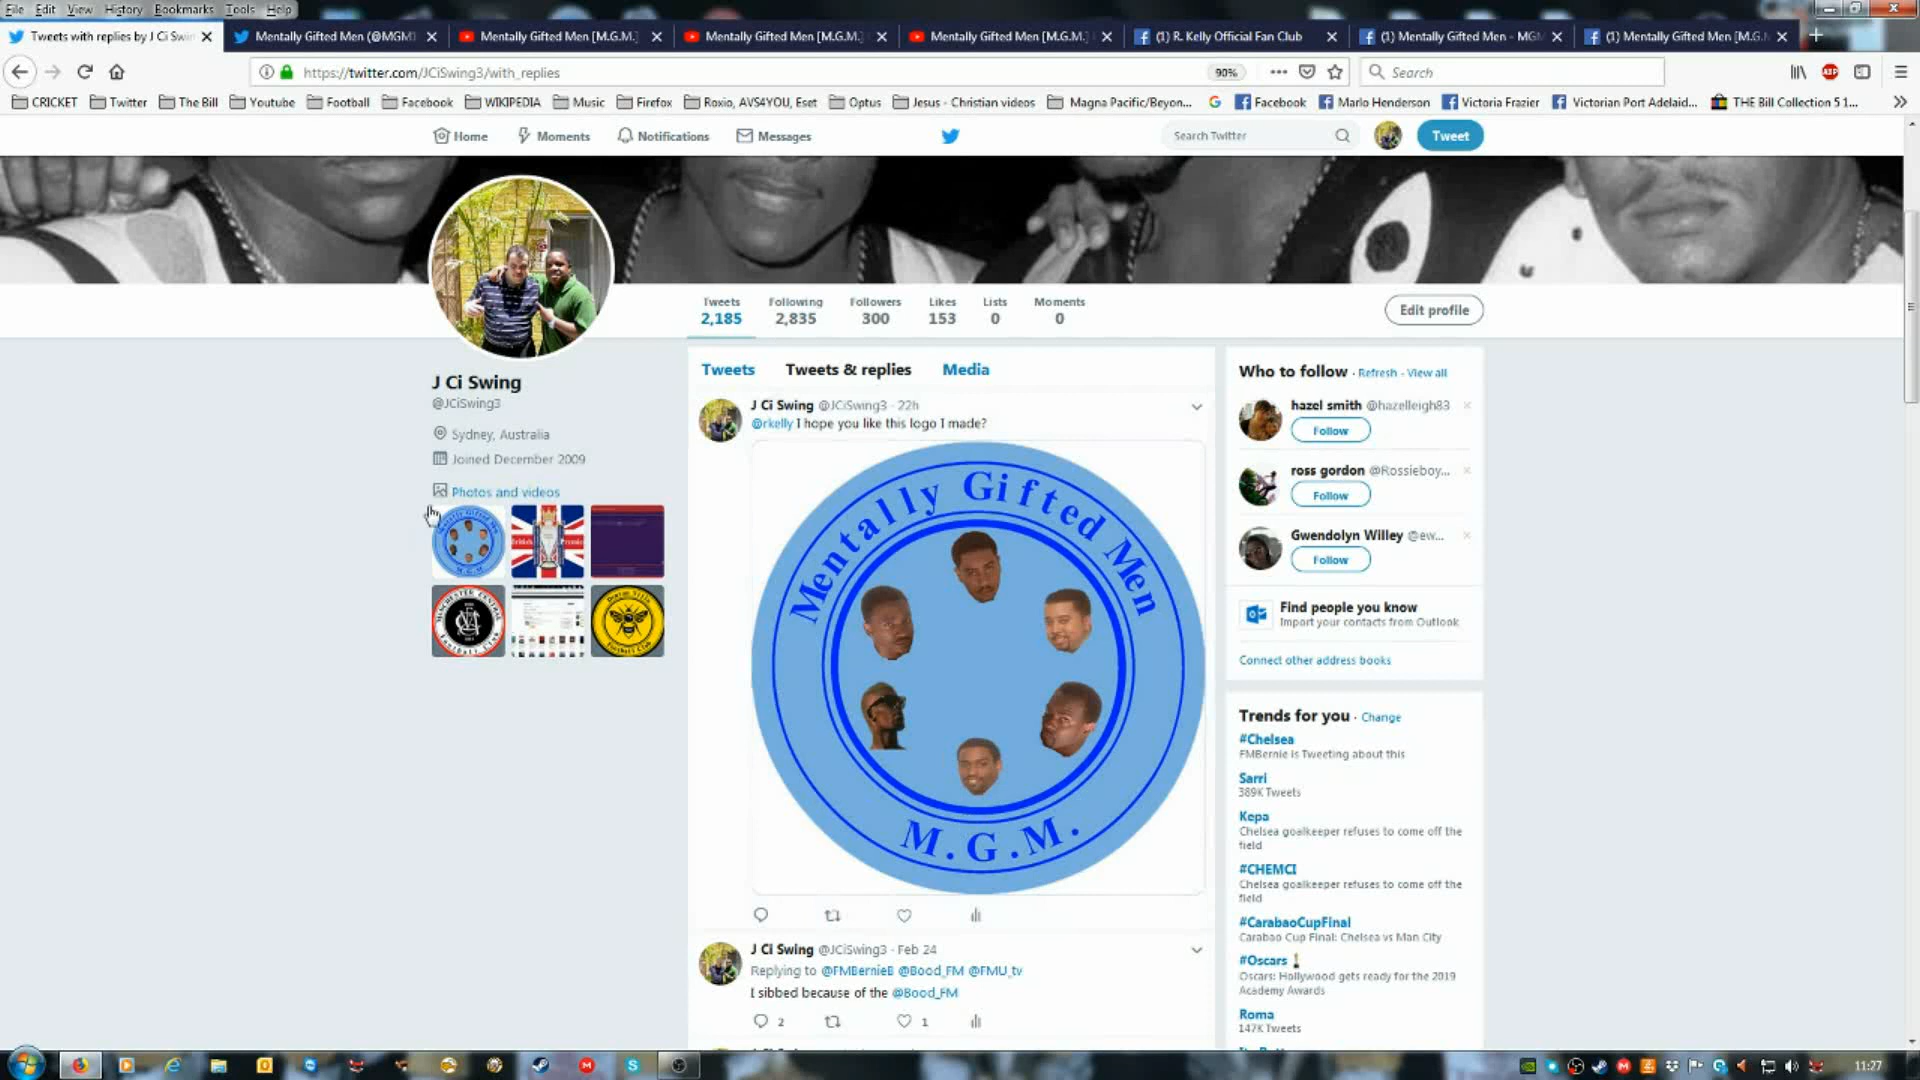 File Edit View History Bookmarks Tools Help
Tweets with replies by J Ci Swin
Mentally Gifted Men (@MGM
Mentally Gifted Men [M.G.M.]
Mentally Gifted Men [M.G.M.]
Mentally Gifted Men [M.G.M.]
(1) R. Kelly Official Fan Club
(1) Mentally Gifted Men - MGM
(1) Mentally Gifted Men [M.G.M.
https://twitter.com/JCiSwing3/with_replies
90%
Search
CRICKET Twitter The Bill Youtube Football Facebook WIKIPEDIA Music Firefox Roxio, AVS4YOU, Eset Optus Jesus - Christian videos Magna Pacific/Beyon... Facebook Marlo Henderson Victoria Frazier Victorian Port Adelaid... THE Bill Collection 5 1...
Home Moments Notifications Messages
Search Twitter
Tweet
Tweets Following Followers Likes Lists Moments
2,185 2,835 300 153 0 0
Edit profile
J Ci Swing
@JCiSwing3
Sydney, Australia
Joined December 2009
Photos and videos
Tweets Tweets & replies Media
J Ci Swing @JCiSwing3 · 22h
@rkelly I hope you like this logo I made?
Mentally Gifted Men
M.G.M.
J Ci Swing @JCiSwing3 · Feb 24
Replying to @FMBernieB @Bood_FM @FMU_tv
I sibbed because of the @Bood_FM
2 1
Who to follow · Refresh · View all
hazel smith @hazelleigh83
Follow
ross gordon @Rossieboy...
Follow
Gwendolyn Willey @ew...
Follow
Find people you know
Import your contacts from Outlook
Connect other address books
Trends for you · Change
#Chelsea
FMBernie is Tweeting about this
Sarri
389K Tweets
Kepa
Chelsea goalkeeper refuses to come off the
field
#CHEMCI
Chelsea goalkeeper refuses to come off the
field
#CarabaoCupFinal
Carabao Cup Final: Chelsea vs Man City
#Oscars
Oscars: Hollywood gets ready for the 2019
Academy Awards
Roma
147K Tweets
11:27